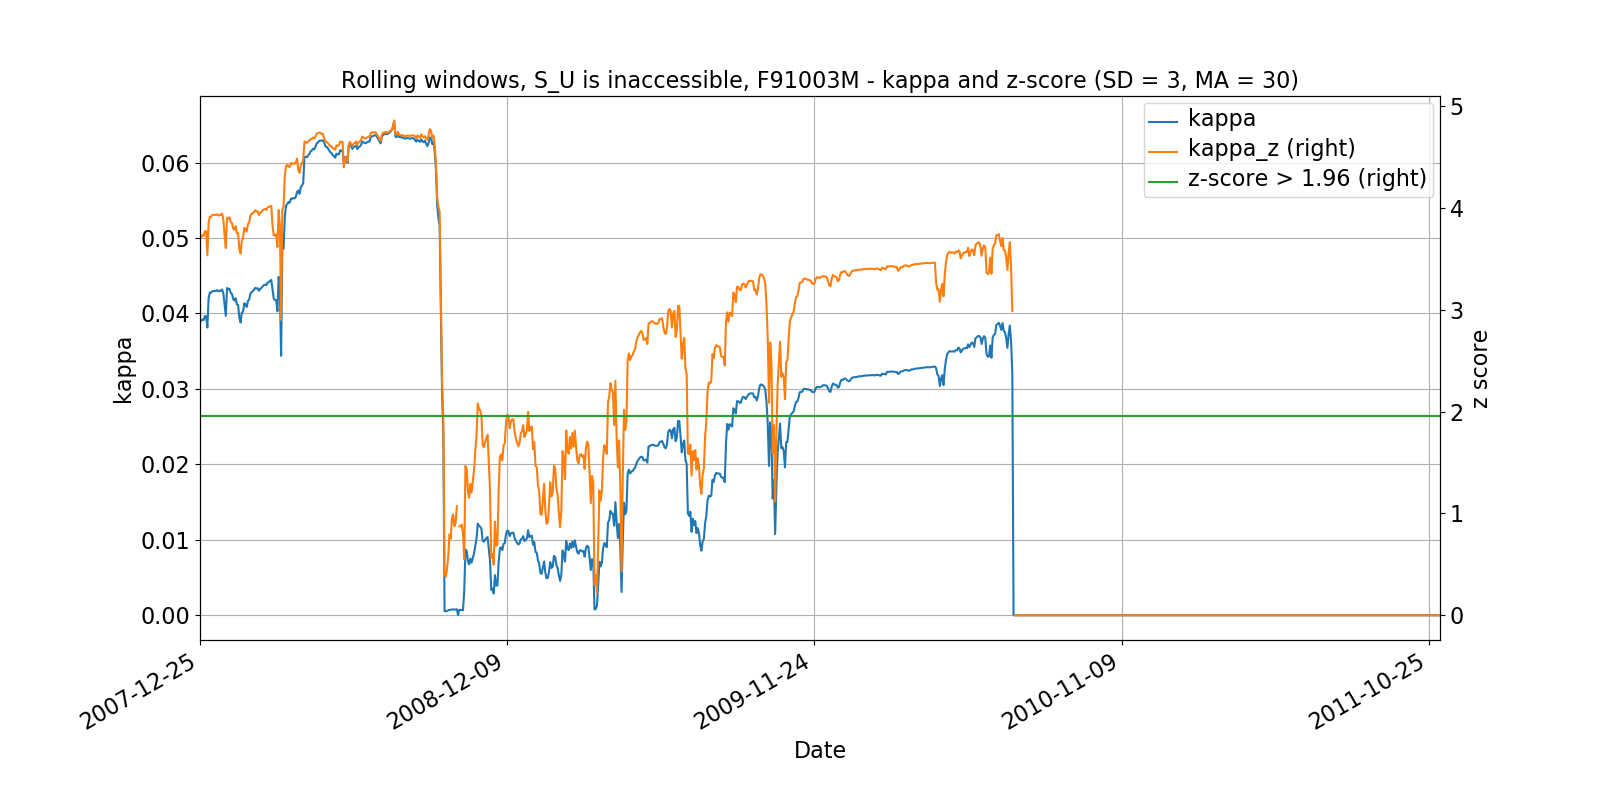 Rolling windows, S_U is inaccessible, F91003M - kappa and z-score (SD = 3, MA = 30)
kappa
kappa_z (right)
z-score > 1.96 (right)
0.06
0.05
0.04
0.03
0.02
0.01
0.00
kappa
5
4
3
2
1
0
z score
2007-12-25
2008-12-09
2009-11-24
2010-11-09
2011-10-25
Date